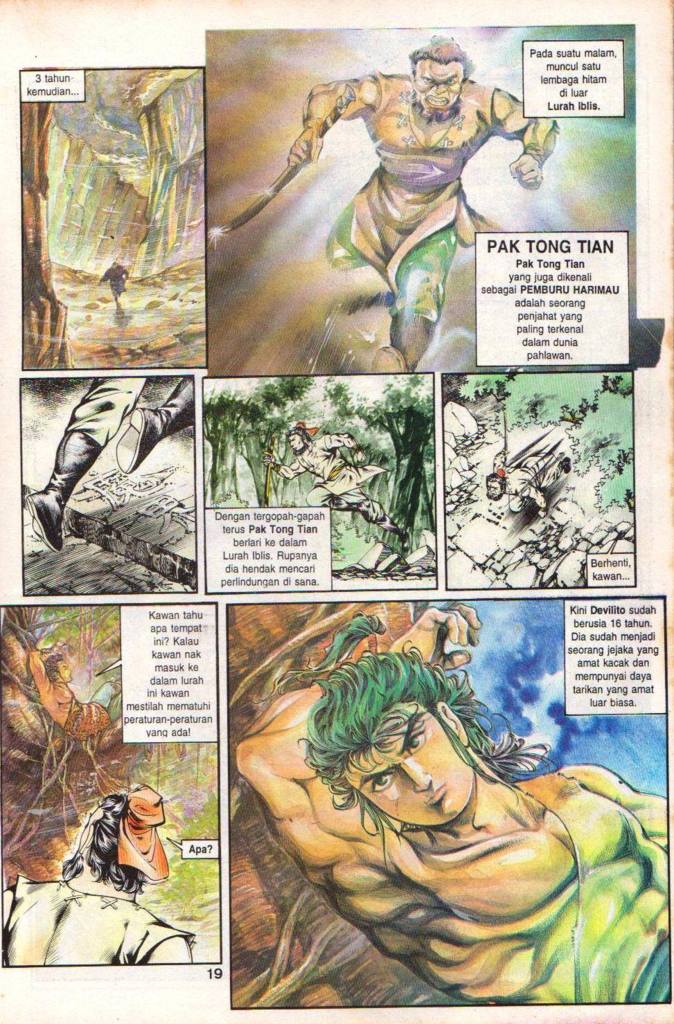 3 tahun
kemudian...
Pada suatu malam,
muncul satu
lembaga hitam
di luar
Lurah Iblis.
PAK TONG TIAN
Pak Tong Tian
yang juga dikenali
sebagai PEMBURU HARIMAU
adalah seorang
penjahat yang
paling terkenal
dalam dunia
pahlawan.
Dengan tergopah-gapah
terus Pak Tong Tian
berlari ke dalam
Lurah Iblis. Rupanya
dia hendak mencari
perlindungan di sana.
Berhenti,
kawan...
Kawan tahu
apa tempat
ini? Kalau
kawan nak
masuk ke
dalam lurah
ini kawan
mestilah mematuhi
peraturan-peraturan
yang ada!
Apa?
Kini Devilito sudah
berusia 16 tahun.
Dia sudah menjadi
seorang jejaka yang
amat kacak dan
mempunyai daya
tarikan yang amat
luar biasa.
19